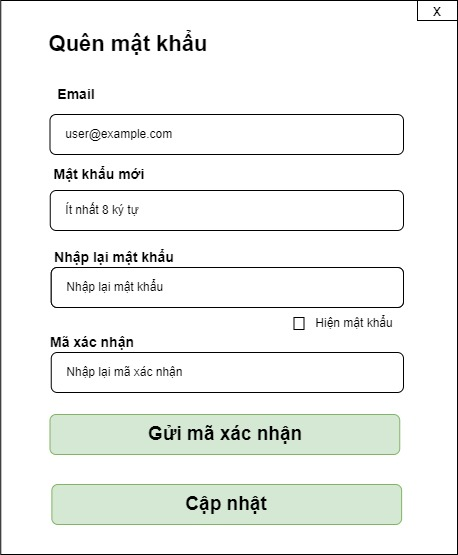 X
Quên mật khẩu
Email
user@example.com
Mật khẩu mới
Ít nhất 8 ký tự
Nhập lại mật khẩu
Nhập lại mật khẩu
Hiện mật khẩu
Mã xác nhận
Nhập lại mã xác nhận
Gửi mã xác nhận
Cập nhật